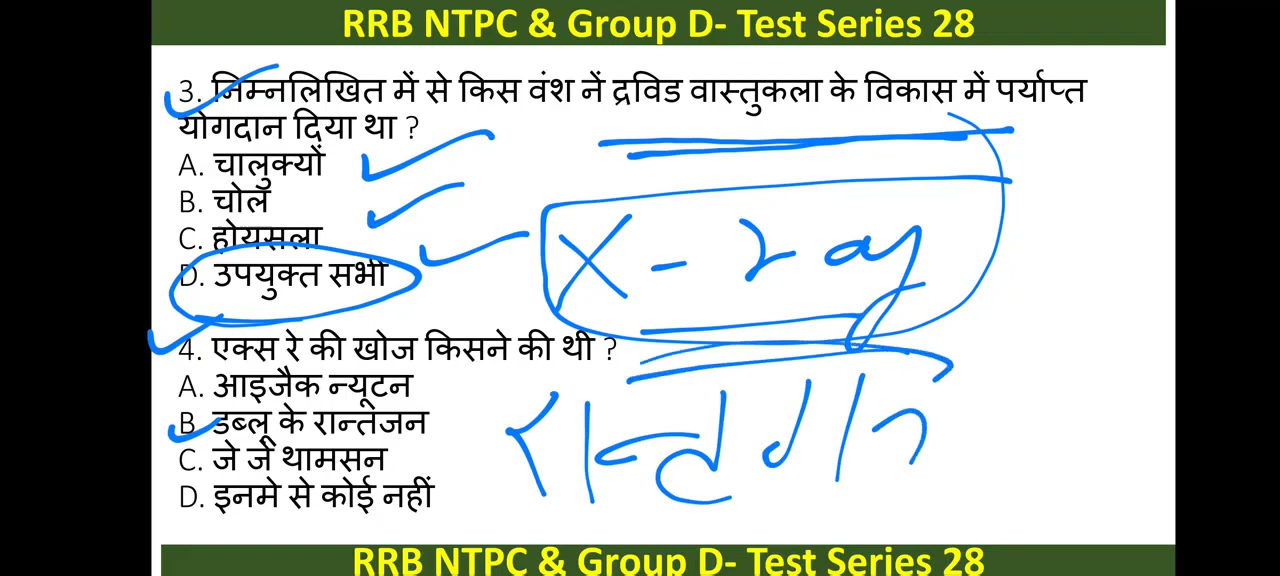 RRB NTPC & Group D- Test Series 28
3. निम्नलिखित में से किस वंश नें द्रविड वास्तुकला के विकास में पर्याप्त
योगदान दिया था ?
A. चालुक्यों
B. चोल
C. होयसला
D. उपयुक्त सभी
X - ray
4. एक्स रे की खोज किसने की थी ?
A. आइजैक न्यूटन
B. डब्लू के रान्तजन
C. जे जे थामसन
D. इनमे से कोई नहीं
RRB NTPC & Group D- Test Series 28